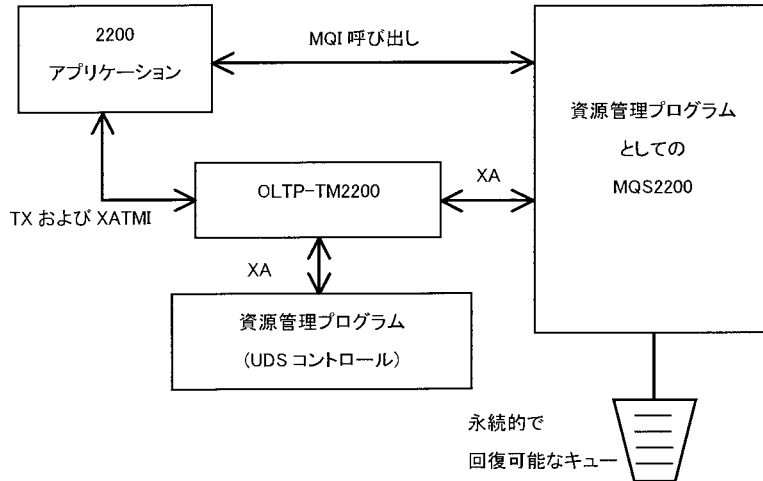 2200
アプリケーション
MQI 呼び出し
資源管理プログラム
としての
MQS2200
OLTP-TM2200
XA
TX および XATMI
XA
資源管理プログラム
(UDS コントロール)
永続的で
回復可能なキュー